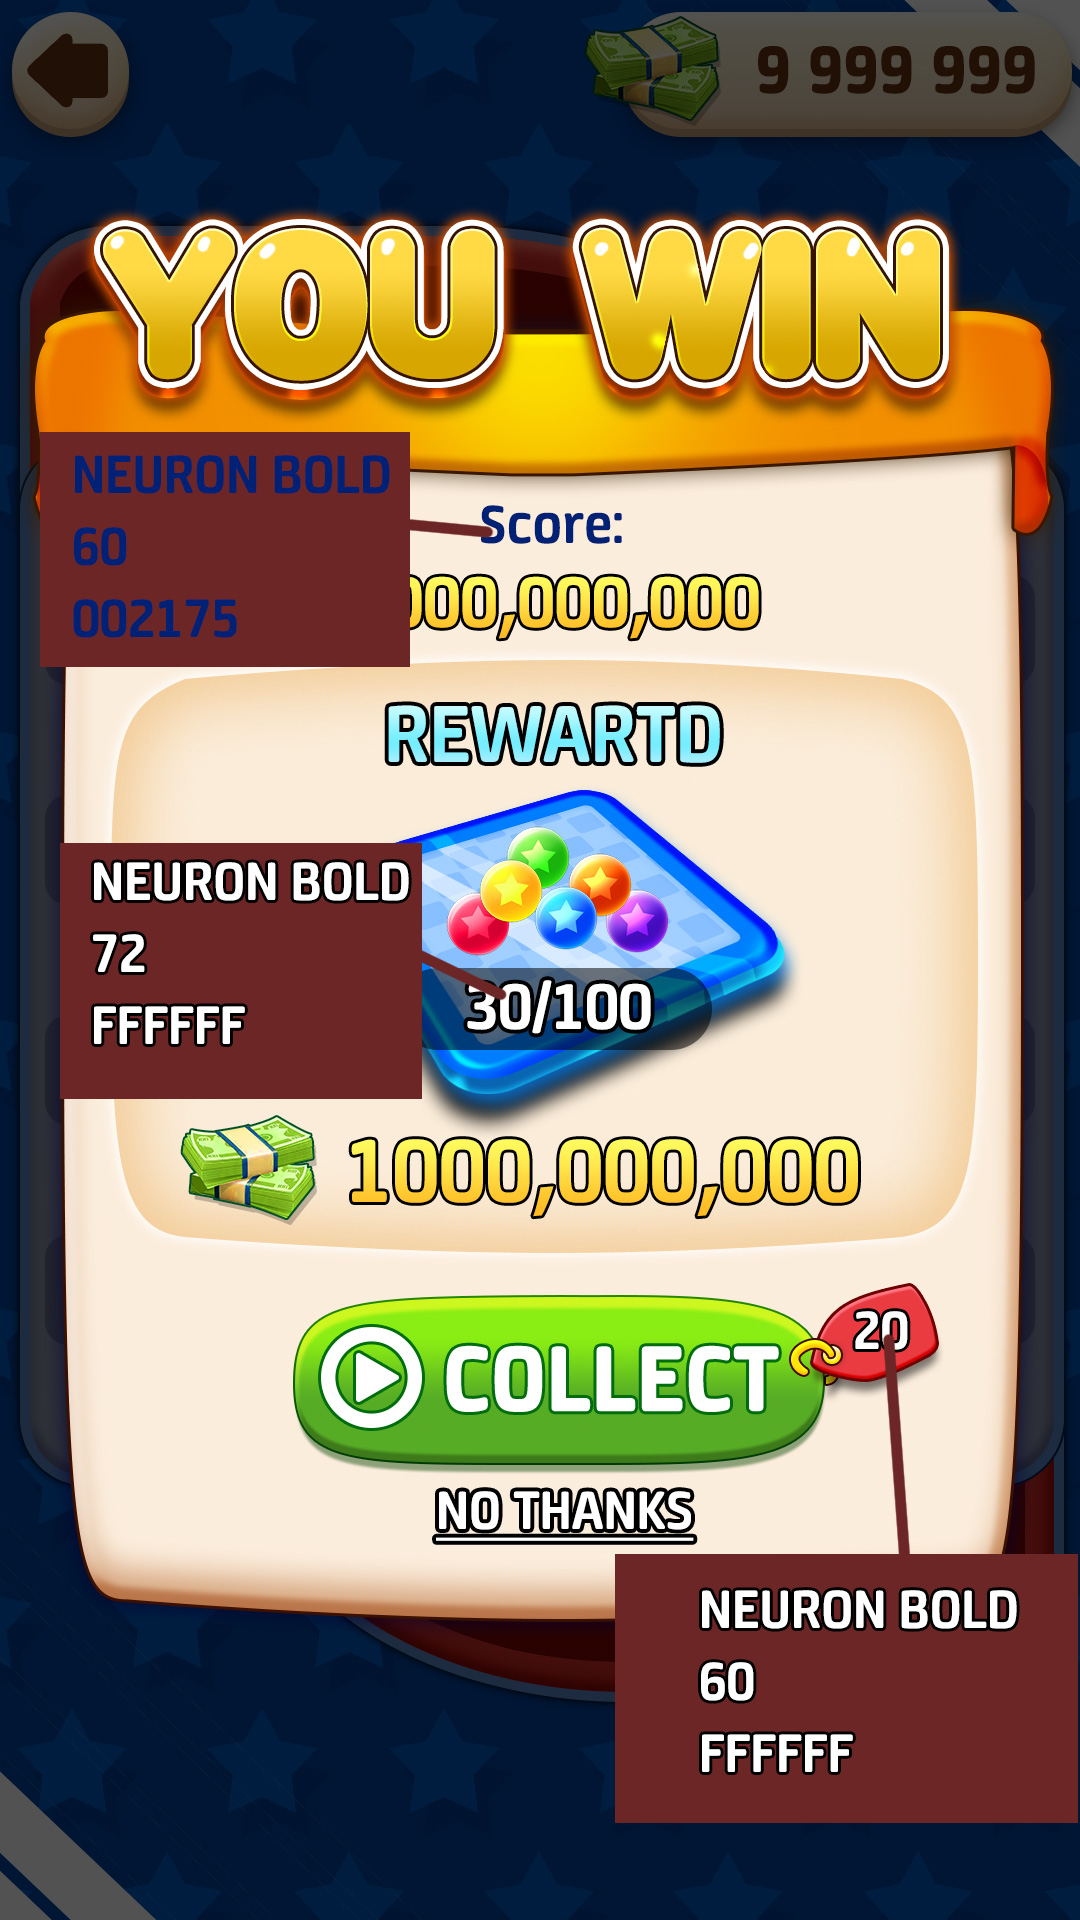 9 999 999
YOU WIN
NEURON BOLD
60
002175
Score:
000,000,000
REWARTD
NEURON BOLD
72
FFFFFF
30/100
1000,000,000
20
COLLECT
NO THANKS
NEURON BOLD
60
FFFFFF